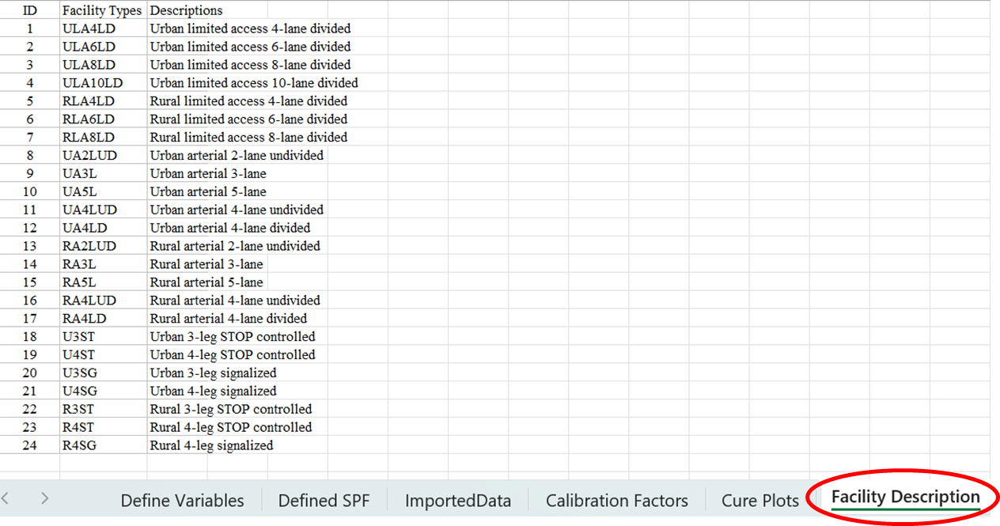 ID Facility Types Descriptions
1 ULA4LD Urban limited access 4-lane divided
2 ULA6LD Urban limited access 6-lane divided
3 ULA8LD Urban limited access 8-lane divided
4 ULA10LD Urban limited access 10-lane divided
5 RLA4LD Rural limited access 4-lane divided
6 RLA6LD Rural limited access 6-lane divided
7 RLA8LD Rural limited access 8-lane divided
8 UA2LUD Urban arterial 2-lane undivided
9 UA3L Urban arterial 3-lane
10 UA5L Urban arterial 5-lane
11 UA4LUD Urban arterial 4-lane undivided
12 UA4LD Urban arterial 4-lane divided
13 RA2LUD Rural arterial 2-lane undivided
14 RA3L Rural arterial 3-lane
15 RA5L Rural arterial 5-lane
16 RA4LUD Rural arterial 4-lane undivided
17 RA4LD Rural arterial 4-lane divided
18 U3ST Urban 3-leg STOP controlled
19 U4ST Urban 4-leg STOP controlled
20 U3SG Urban 3-leg signalized
21 U4SG Urban 4-leg signalized
22 R3ST Rural 3-leg STOP controlled
23 R4ST Rural 4-leg STOP controlled
24 R4SG Rural 4-leg signalized
Define Variables Defined SPF ImportedData Calibration Factors Cure Plots Facility Description